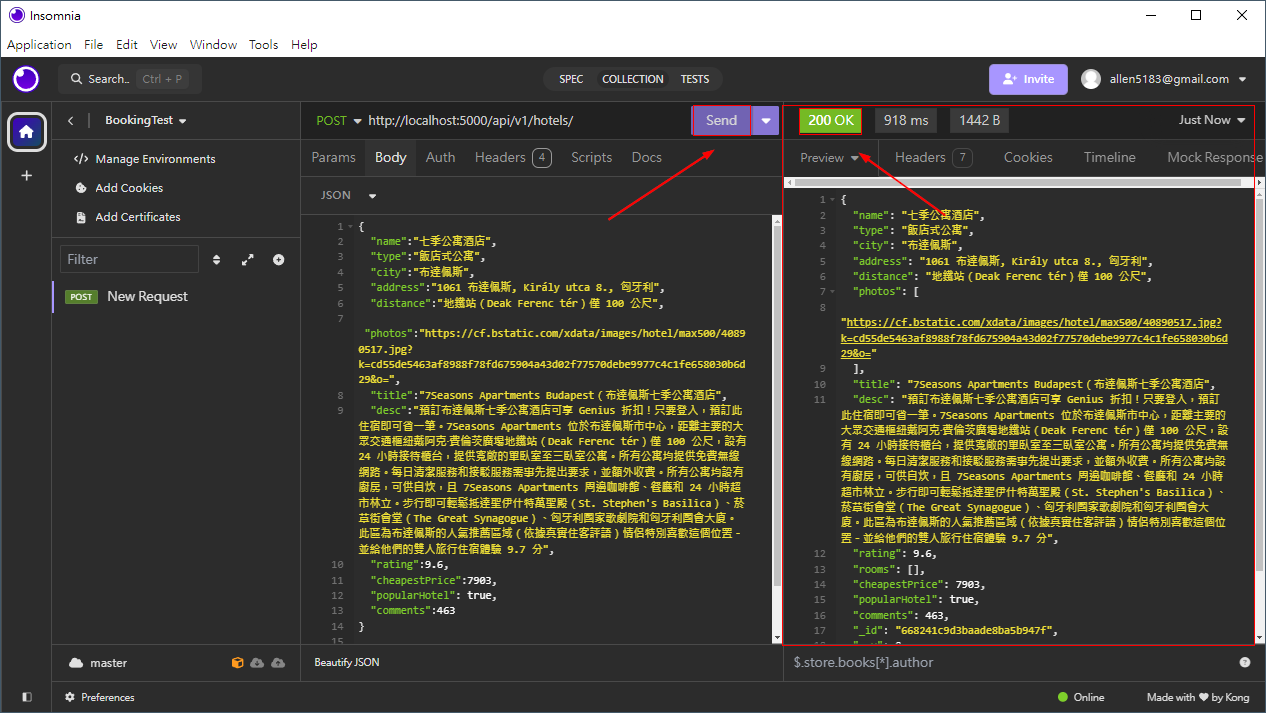 Insomnia
Application File Edit View Window Tools Help
Search.. Ctrl + P
SPEC COLLECTION TESTS
Invite
allen5183@gmail.com
BookingTest
POST http://localhost:5000/api/v1/hotels/
Send
200 OK 918 ms 1442 B
Just Now
Manage Environments
Add Cookies
Add Certificates
Filter
POST New Request
Params Body Auth Headers 4 Scripts Docs
JSON
1 {
2 "name":"七季公寓酒店",
3 "type":"飯店式公寓",
4 "city":"布達佩斯",
5 "address":"1061 布達佩斯, Király utca 8., 匈牙利",
6 "distance":"地鐵站（Deak Ferenc tér）僅 100 公尺",
7
"photos":"https://cf.bstatic.com/xdata/images/hotel/max500/40890517.jpg?
k=cd55de5463af8988f78fd675904a43d02f77570debe9977c4c1fe658030b6d
29&o=",
8 "title":"7Seasons Apartments Budapest（布達佩斯七季公寓酒店",
9 "desc":"預訂布達佩斯七季公寓酒店可享 Genius 折扣！只要登入，預訂此
住宿即可省一筆。7Seasons Apartments 位於布達佩斯市中心，距離主要的大
眾交通樞紐戴阿克·費倫茨廣場地鐵站（Deak Ferenc tér）僅 100 公尺，設有
24 小時接待櫃台，提供寬敞的單臥室至三臥室公寓。所有公寓均提供免費無線
網路。每日清潔服務和接駁服務需事先提出要求，並額外收費。所有公寓均設有
廚房，可供自炊，且 7Seasons Apartments 周邊咖啡館、餐廳和 24 小時超
市林立。步行即可輕鬆抵達聖伊什特萬聖殿（St. Stephen's Basilica）、菸
草街會堂（The Great Synagogue）、匈牙利國家歌劇院和匈牙利國會大廈。
此區為布達佩斯的人氣推薦區域（依據真實住客評語）情侶特別喜歡這個位置 -
並給他們的雙人旅行住宿體驗 9.7 分",
10 "rating":9.6,
11 "cheapestPrice":7903,
12 "popularHotel": true,
13 "comments":463
14 }
15
Beautify JSON
Preview Headers 7 Cookies Timeline Mock Response
1 {
2 "name": "七季公寓酒店",
3 "type": "飯店式公寓",
4 "city": "布達佩斯",
5 "address": "1061 布達佩斯, Király utca 8., 匈牙利",
6 "distance": "地鐵站（Deak Ferenc tér）僅 100 公尺",
7 "photos": [
8
"https://cf.bstatic.com/xdata/images/hotel/max500/40890517.jpg?
k=cd55de5463af8988f78fd675904a43d02f77570debe9977c4c1fe658030b6d
29&o="
9 ],
10 "title": "7Seasons Apartments Budapest（布達佩斯七季公寓酒店",
11 "desc": "預訂布達佩斯七季公寓酒店可享 Genius 折扣！只要登入，預訂
此住宿即可省一筆。7Seasons Apartments 位於布達佩斯市中心，距離主要的
大眾交通樞紐戴阿克·費倫茨廣場地鐵站（Deak Ferenc tér）僅 100 公尺，設
有 24 小時接待櫃台，提供寬敞的單臥室至三臥室公寓。所有公寓均提供免費無
線網路。每日清潔服務和接駁服務需事先提出要求，並額外收費。所有公寓均設
有廚房，可供自炊，且 7Seasons Apartments 周邊咖啡館、餐廳和 24 小時
超市林立。步行即可輕鬆抵達聖伊什特萬聖殿（St. Stephen's Basilica）、
菸草街會堂（The Great Synagogue）、匈牙利國家歌劇院和匈牙利國會大
廈。此區為布達佩斯的人氣推薦區域（依據真實住客評語）情侶特別喜歡這個位
置 - 並給他們的雙人旅行住宿體驗 9.7 分",
12 "rating": 9.6,
13 "rooms": [],
14 "cheapestPrice": 7903,
15 "popularHotel": true,
16 "comments": 463,
17 "_id": "668241c9d3baade8ba5b947f",
$.store.books[*].author
master
Preferences
Online
Made with ♥ by Kong